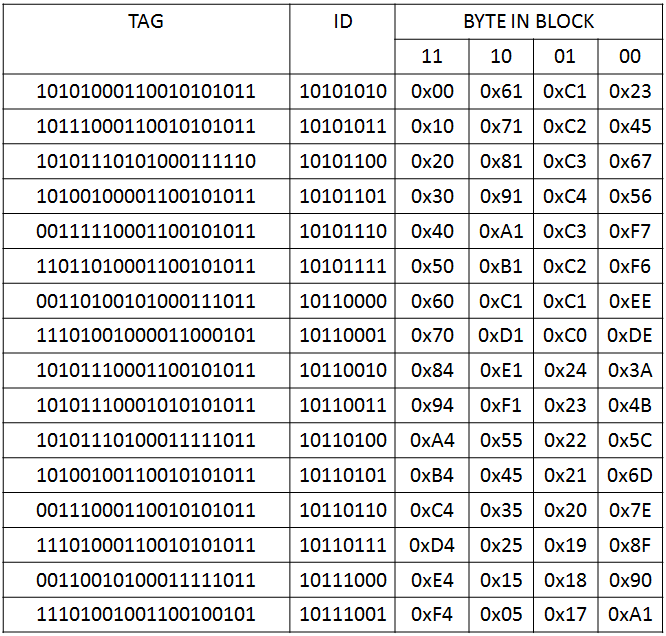 TAG ID BYTE IN BLOCK
11 10 01 00
10101000110010101011 10101010 0x00 0x61 0xC1 0x23
10111000110010101011 10101011 0x10 0x71 0xC2 0x45
10101110101000111110 10101100 0x20 0x81 0xC3 0x67
10100100001100101011 10101101 0x30 0x91 0xC4 0x56
00111110001100101011 10101110 0x40 0xA1 0xC3 0xF7
11011010001100101011 10101111 0x50 0xB1 0xC2 0xF6
00110100101000111011 10110000 0x60 0xC1 0xC1 0xEE
11101001000011000101 10110001 0x70 0xD1 0xC0 0xDE
10101110001100101011 10110010 0x84 0xE1 0x24 0x3A
10101110001010101011 10110011 0x94 0xF1 0x23 0x4B
10101110100011111011 10110100 0xA4 0x55 0x22 0x5C
10100100110010101011 10110101 0xB4 0x45 0x21 0x6D
00111000110010101011 10110110 0xC4 0x35 0x20 0x7E
11101000110010101011 10110111 0xD4 0x25 0x19 0x8F
00110010100011111011 10111000 0xE4 0x15 0x18 0x90
11101001001100100101 10111001 0xF4 0x05 0x17 0xA1